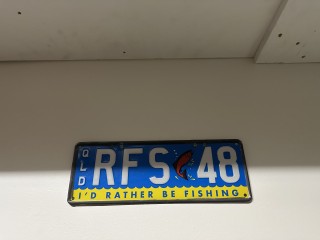 QLD RFS 48
I'D RATHER BE FISHING